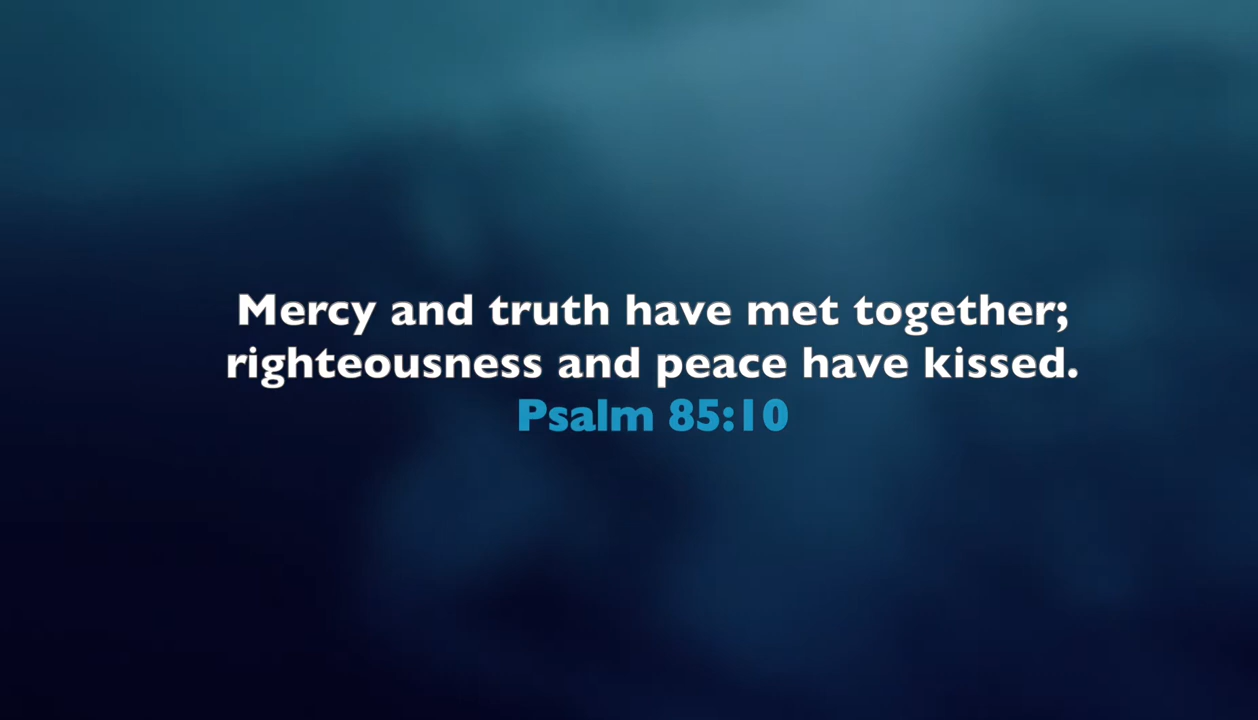 Mercy and truth have met together;
righteousness and peace have kissed.
Psalm 85:10